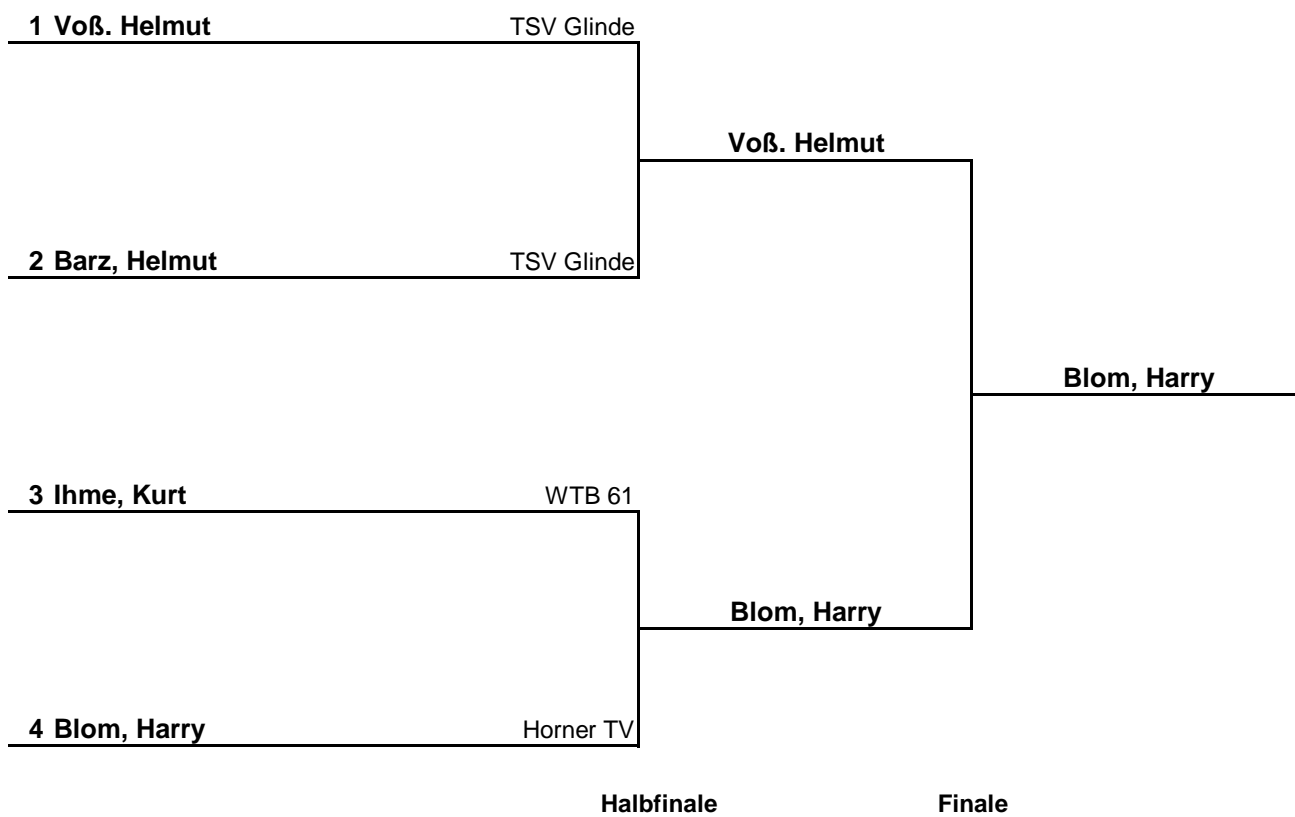 1 Voß. Helmut TSV Glinde
Voß. Helmut
2 Barz, Helmut TSV Glinde
Blom, Harry
3 Ihme, Kurt WTB 61
Blom, Harry
4 Blom, Harry Horner TV
Halbfinale Finale